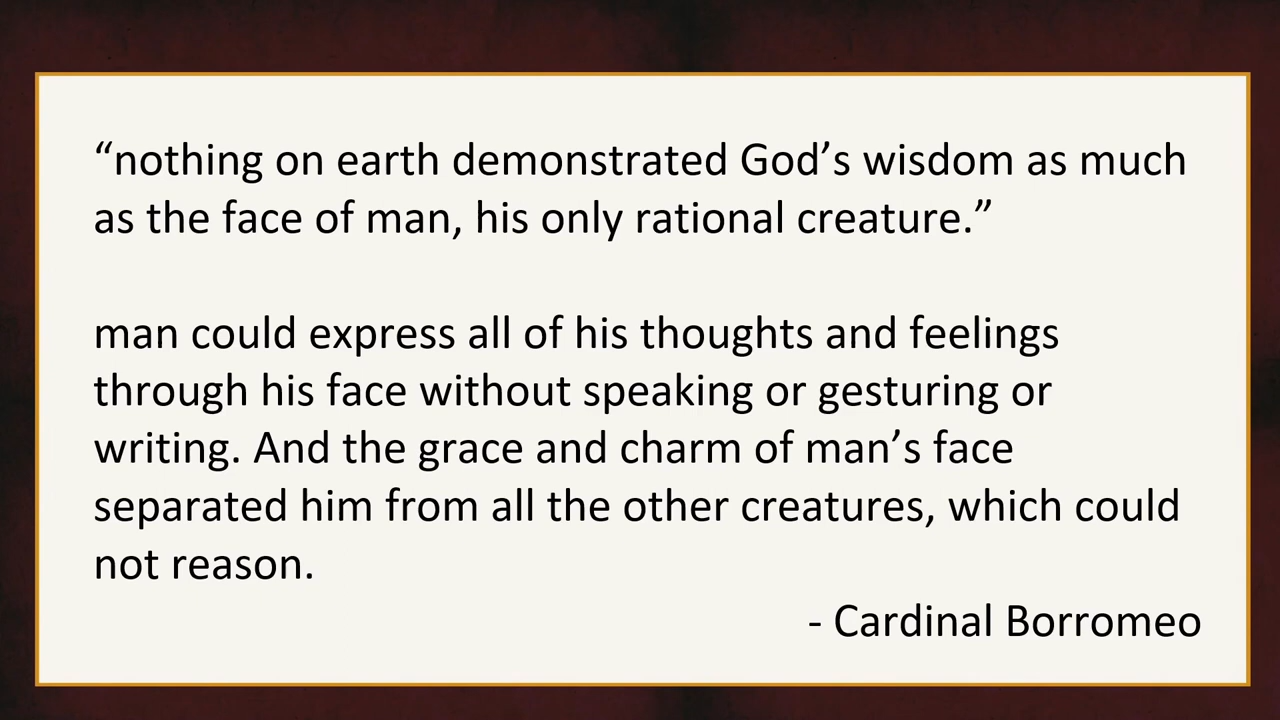 “nothing on earth demonstrated God’s wisdom as much
as the face of man, his only rational creature.”
man could express all of his thoughts and feelings
through his face without speaking or gesturing or
writing. And the grace and charm of man’s face
separated him from all the other creatures, which could
not reason.
- Cardinal Borromeo